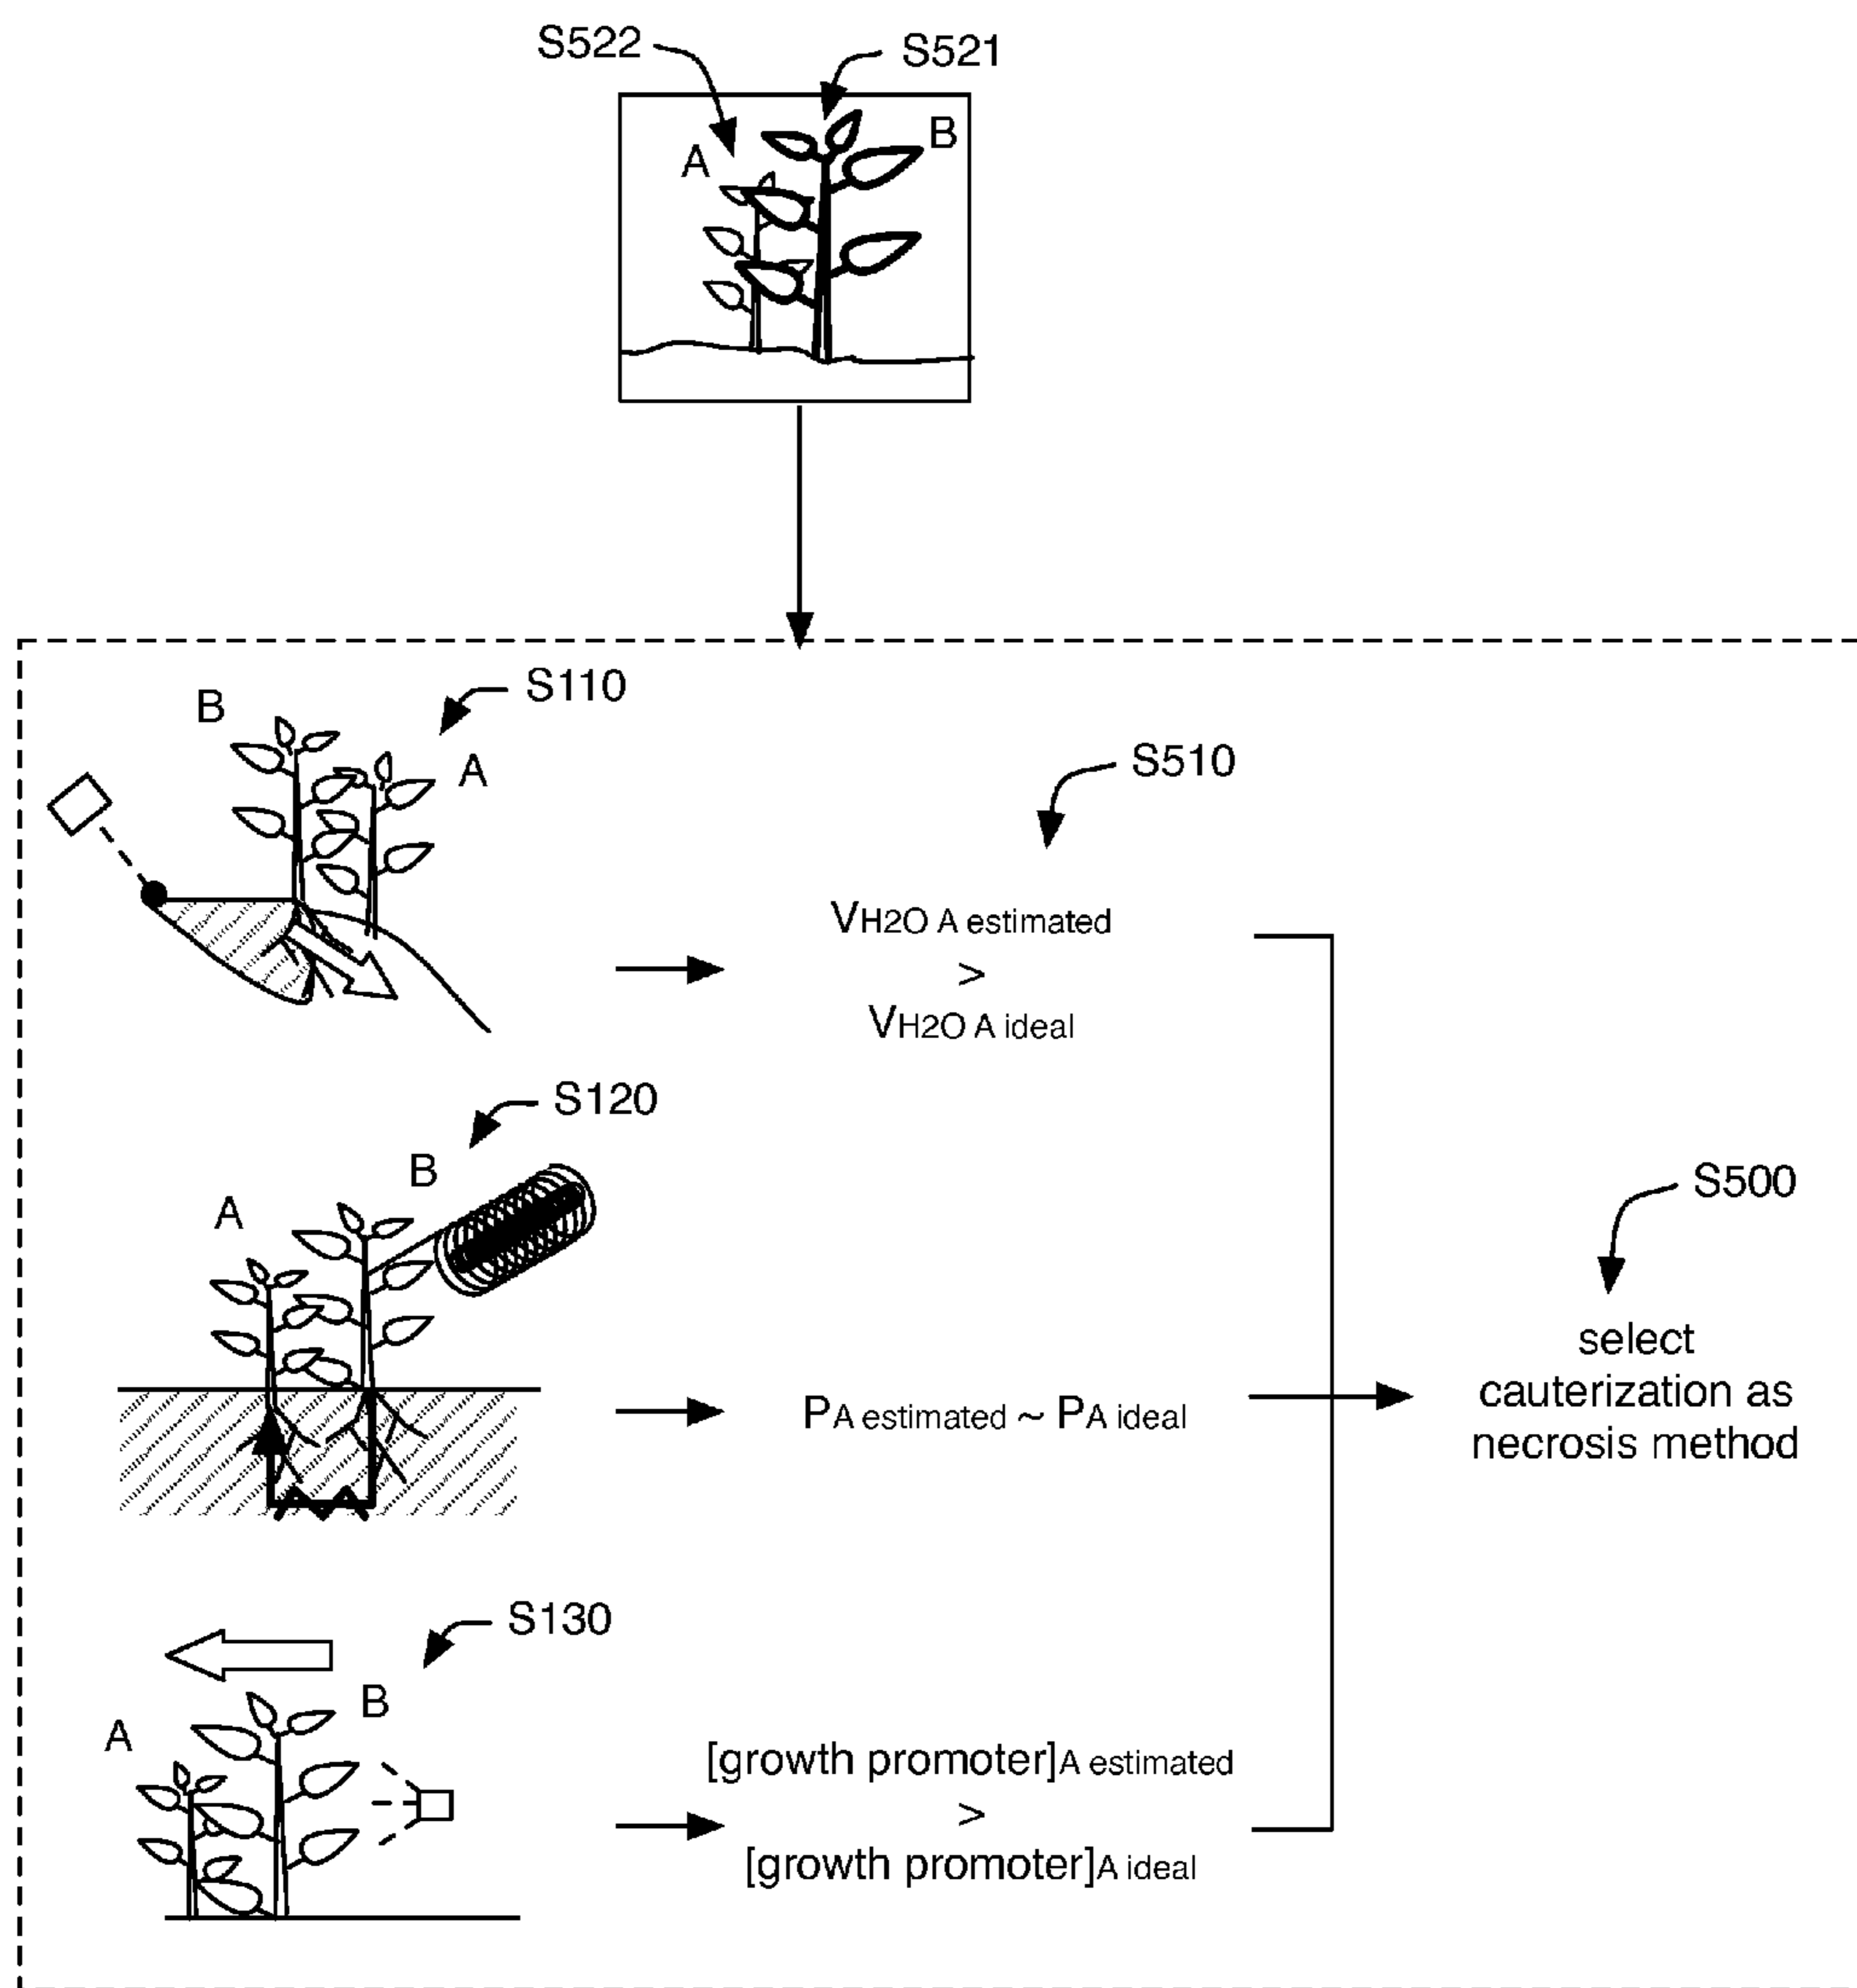 S522
S521
A
B
S110
B
A
S510
VH2O A estimated
>
VH2O A ideal
S120
B
A
S500
select
cauterization as
necrosis method
PA estimated ~ PA ideal
S130
B
A
[growth promoter]A estimated
>
[growth promoter]A ideal